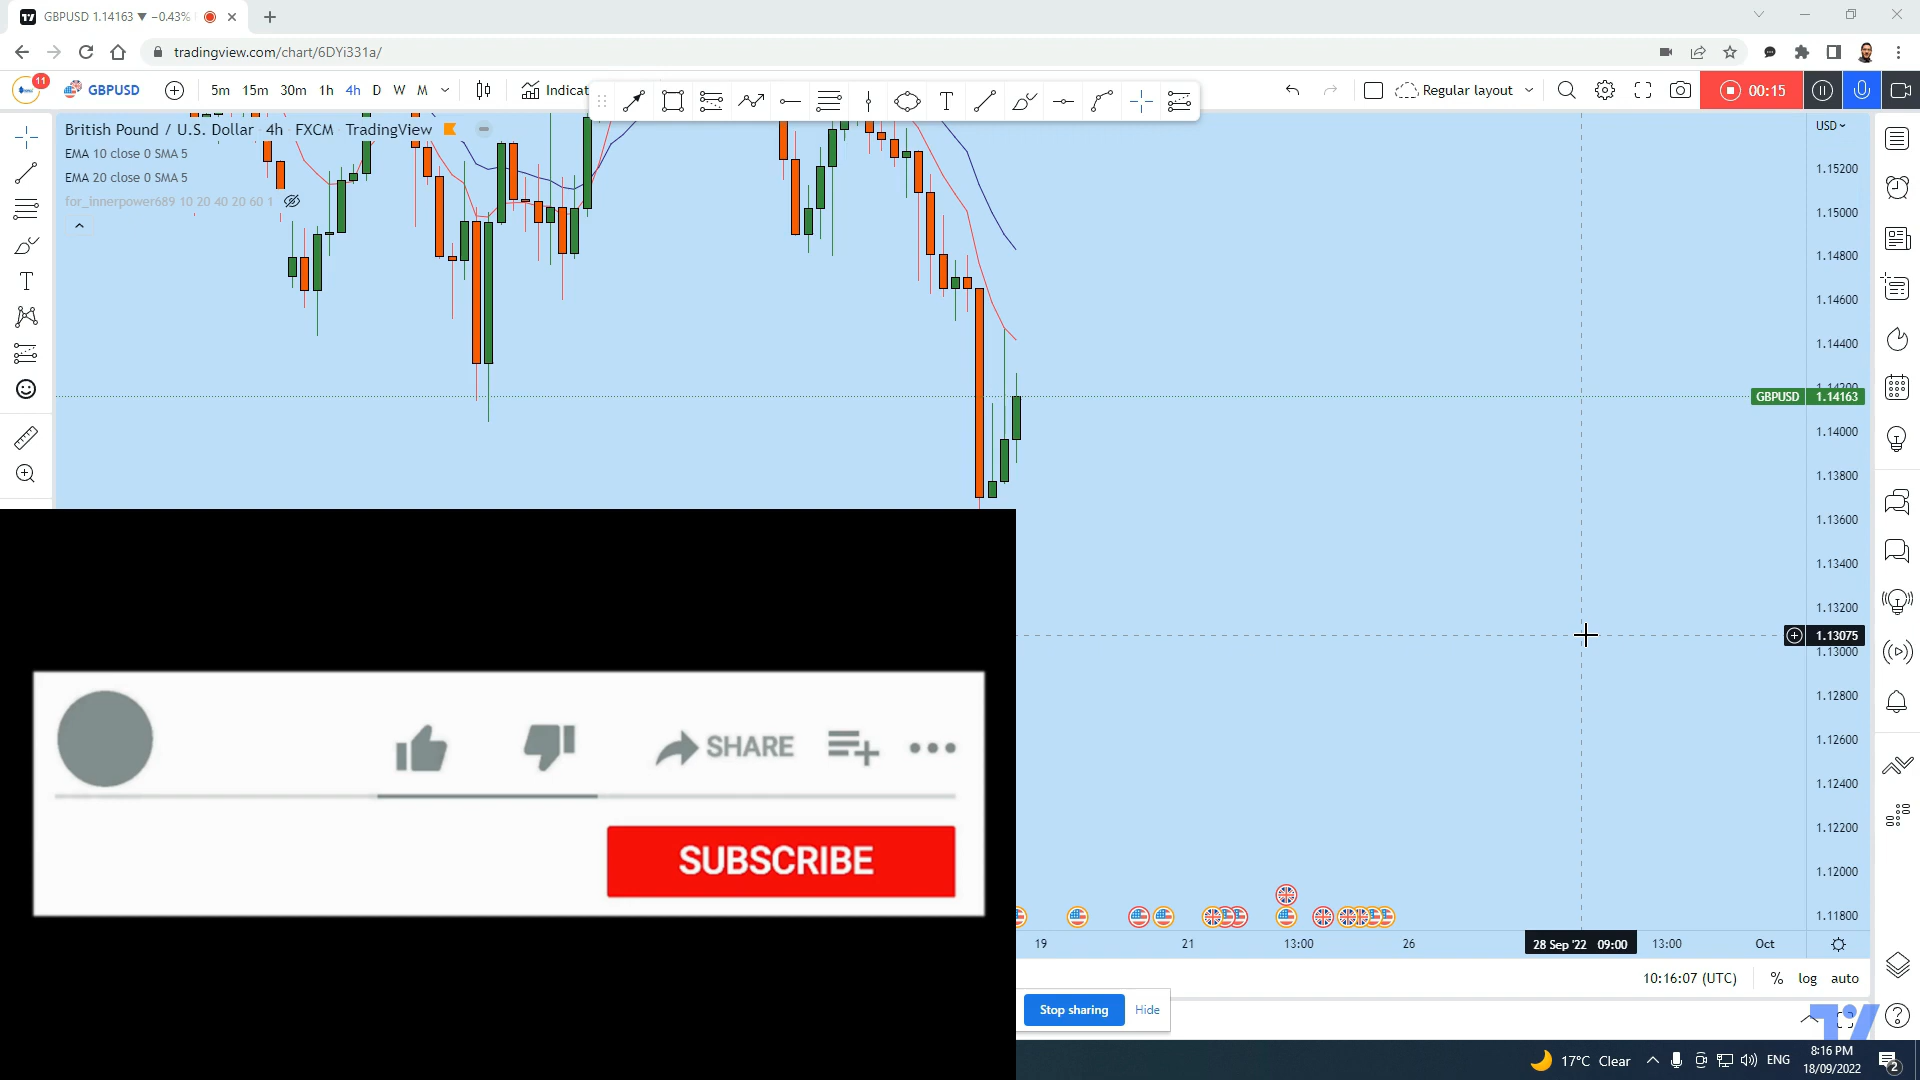 GBPUSD 1.14163 ▼ −0.43%
tradingview.com/chart/6DYi331a/
11
GBPUSD
5m 15m 30m 1h 4h D W M
Indicat
Regular layout
00:15
British Pound / U.S. Dollar 4h FXCM TradingView
EMA 10 close 0 SMA 5
EMA 20 close 0 SMA 5
for_innerpower689 10 20 40 20 60 1
USD
1.15200
1.15000
1.14800
1.14600
1.14400
1.14200
GBPUSD 1.14163
1.14000
1.13800
1.13600
1.13400
1.13200
1.13075
1.13000
1.12800
1.12600
1.12400
1.12200
1.12000
1.11800
SHARE
SUBSCRIBE
19 21 13:00 26 28 Sep '22 09:00 13:00 Oct
10:16:07 (UTC) % log auto
Stop sharing Hide
17°C Clear ENG
8:16 PM
18/09/2022
2